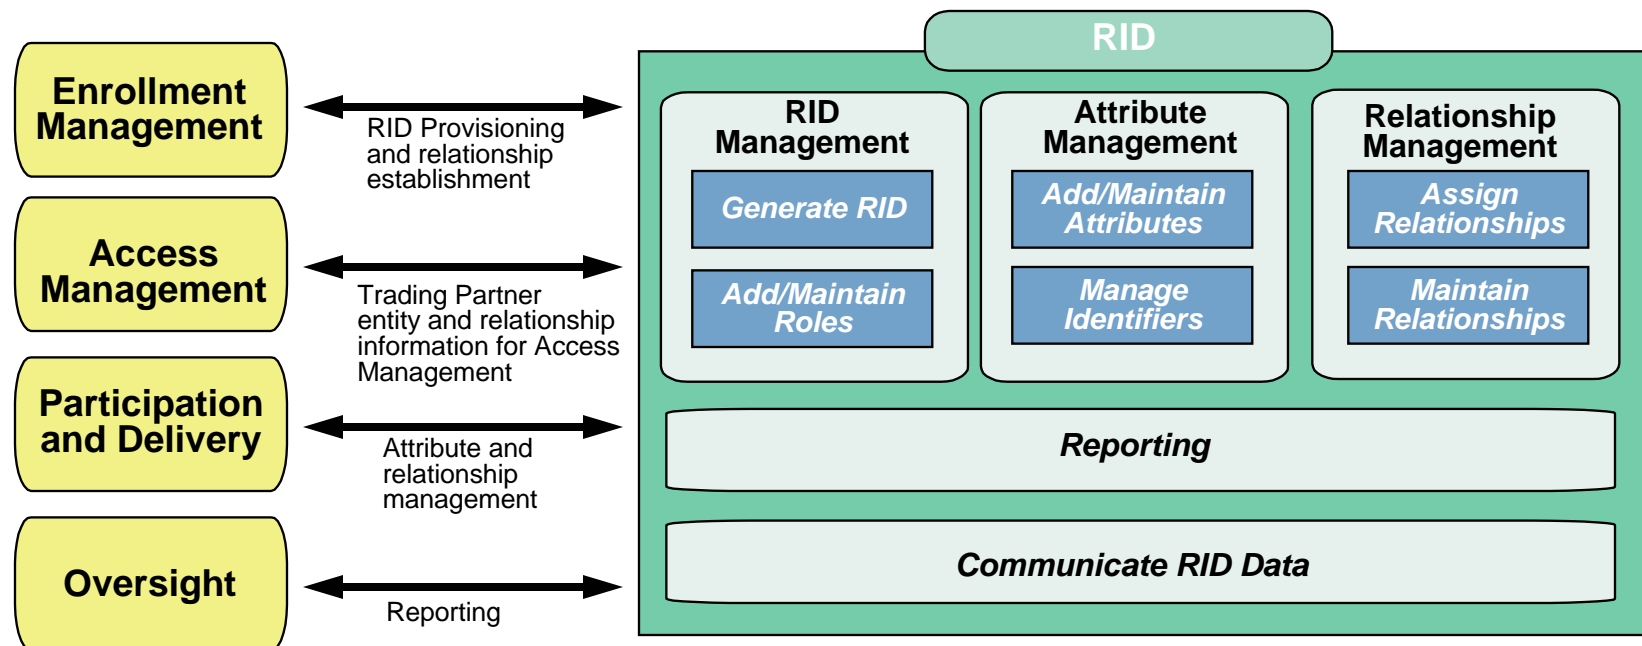 Enrollment
Management
Access
Management
Participation
and Delivery
Oversight
RID Provisioning
and relationship
establishment
Trading Partner
entity and relationship
information for Access
Management
Attribute and
relationship
management
Reporting
RID
RID
Management
Generate RID
Add/Maintain
Roles
Attribute
Management
Add/Maintain
Attributes
Manage
Identifiers
Relationship
Management
Assign
Relationships
Maintain
Relationships
Reporting
Communicate RID Data